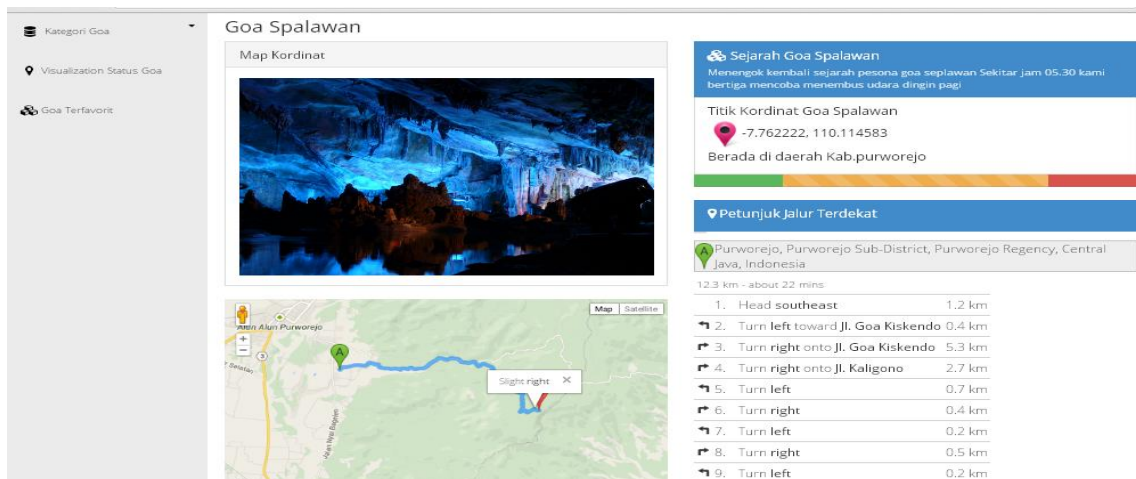 Kategori Goa
Visualization Status Goa
Goa Terfavorit
Goa Spalawan
Map Kordinat
Map Satellite
Alun Alun Purworejo
3
A
Slight right ×
Sejarah Goa Spalawan
Menengok kembali sejarah pesona goa seplawan Sekitar jam 05.30 kami
bertiga mencoba menembus udara dingin pagi
Titik Kordinat Goa Spalawan
-7.762222, 110.114583
Berada di daerah Kab.purworejo
Petunjuk Jalur Terdekat
A Purworejo, Purworejo Sub-District, Purworejo Regency, Central
Java, Indonesia
12.3 km - about 22 mins
1. Head southeast 1.2 km
2. Turn left toward Jl. Goa Kiskendo 0.4 km
3. Turn right onto Jl. Goa Kiskendo 5.3 km
4. Turn right onto Jl. Kaligono 2.7 km
5. Turn left 0.7 km
6. Turn right 0.4 km
7. Turn left 0.2 km
8. Turn right 0.5 km
9. Turn left 0.2 km